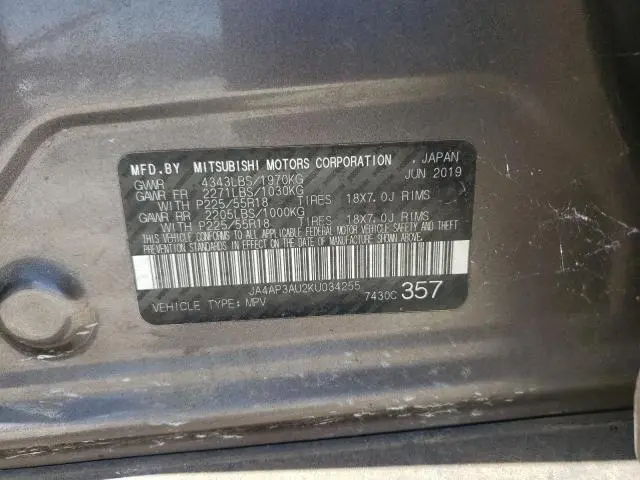 MFD.BY MITSUBISHI MOTORS CORPORATION . JAPAN
GVWR 4343LBS/1970KG JUN 2019
GAWR FR 2271LBS/1030KG
WITH P225/55R18 TIRES 18X7.0J RIMS
GAWR RR 2205LBS/1000KG
WITH P225/55R18 TIRES 18X7.0J RIMS
THIS VEHICLE CONFORMS TO ALL APPLICABLE FEDERAL MOTOR VEHICLE SAFETY AND THEFT
PREVENTION STANDARDS IN EFFECT ON THE DATE OF MANUFACTURE SHOWN ABOVE.
JA4AP3AU2KU034255
VEHICLE TYPE:MPV 7430C 357